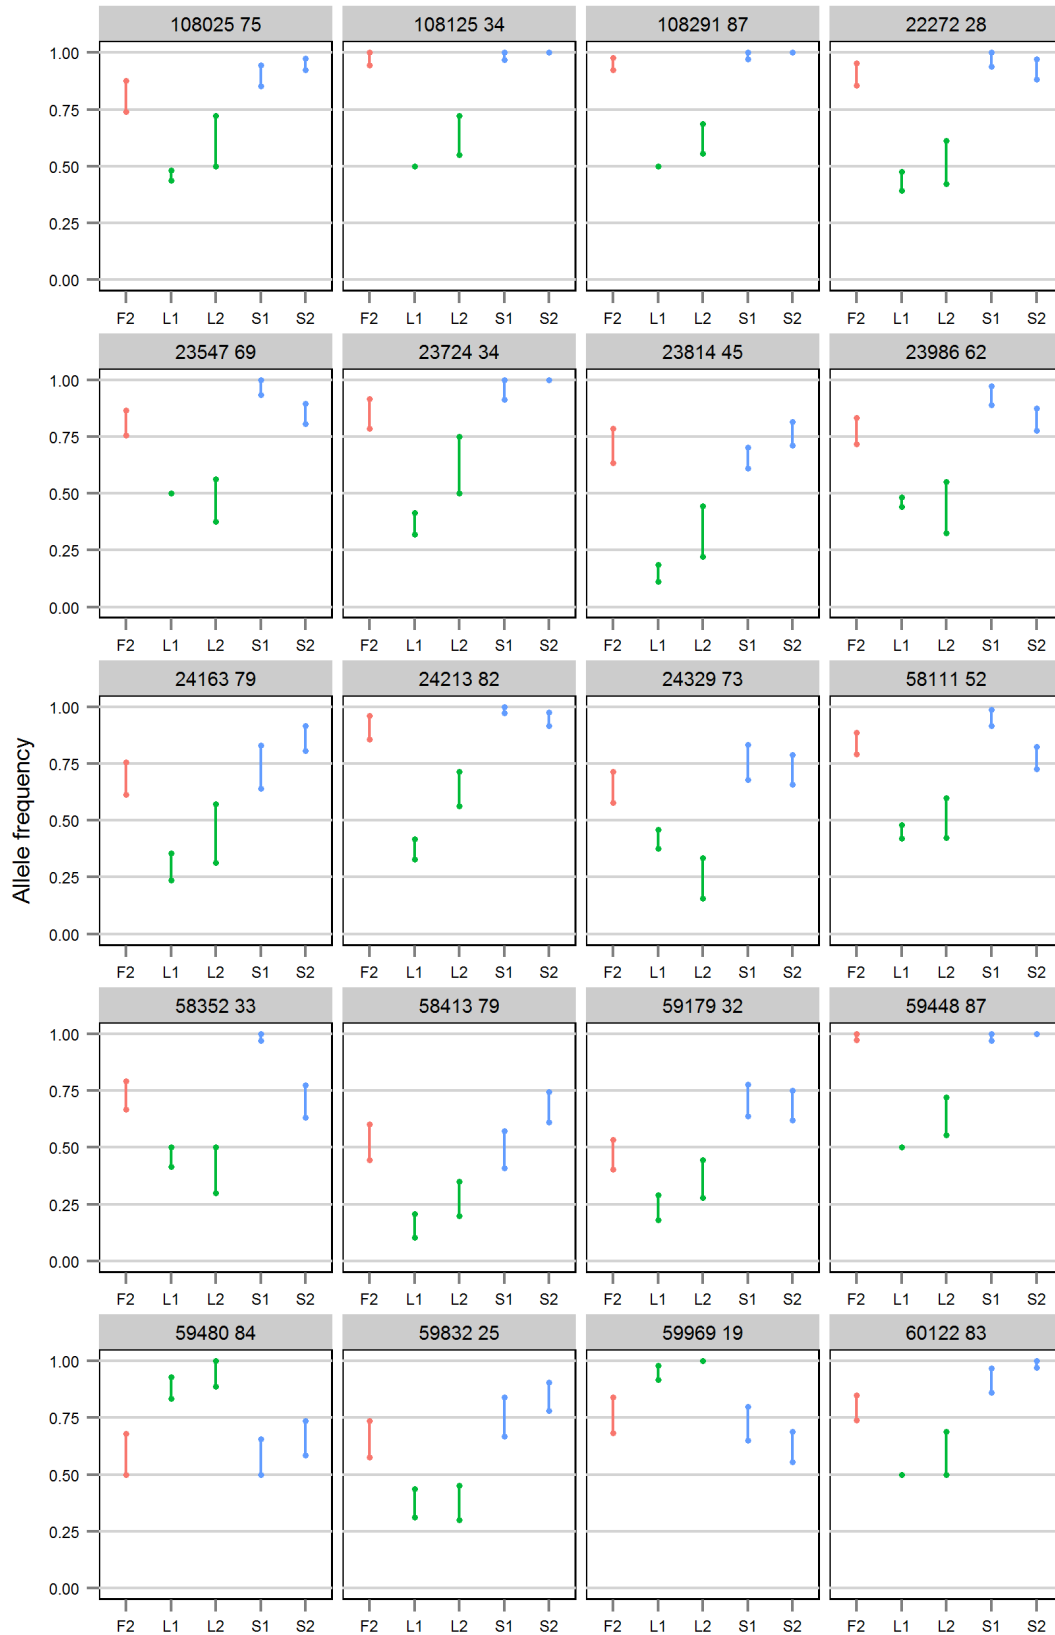 108025 75 108125 34 108291 87 22272 28
1.00
0.75
0.50
0.25
0.00
F2 L1 L2 S1 S2 F2 L1 L2 S1 S2 F2 L1 L2 S1 S2 F2 L1 L2 S1 S2
23547 69 23724 34 23814 45 23986 62
1.00
0.75
0.50
0.25
0.00
F2 L1 L2 S1 S2 F2 L1 L2 S1 S2 F2 L1 L2 S1 S2 F2 L1 L2 S1 S2
24163 79 24213 82 24329 73 58111 52
1.00
0.75
0.50
0.25
0.00
Allele frequency
F2 L1 L2 S1 S2 F2 L1 L2 S1 S2 F2 L1 L2 S1 S2 F2 L1 L2 S1 S2
58352 33 58413 79 59179 32 59448 87
1.00
0.75
0.50
0.25
0.00
F2 L1 L2 S1 S2 F2 L1 L2 S1 S2 F2 L1 L2 S1 S2 F2 L1 L2 S1 S2
59480 84 59832 25 59969 19 60122 83
1.00
0.75
0.50
0.25
0.00
F2 L1 L2 S1 S2 F2 L1 L2 S1 S2 F2 L1 L2 S1 S2 F2 L1 L2 S1 S2